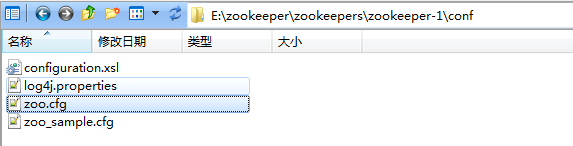 E:\zookeeper\zookeepers\zookeeper-1\conf
名称 修改日期 类型 大小
configuration.xsl
log4j.properties
zoo.cfg
zoo_sample.cfg